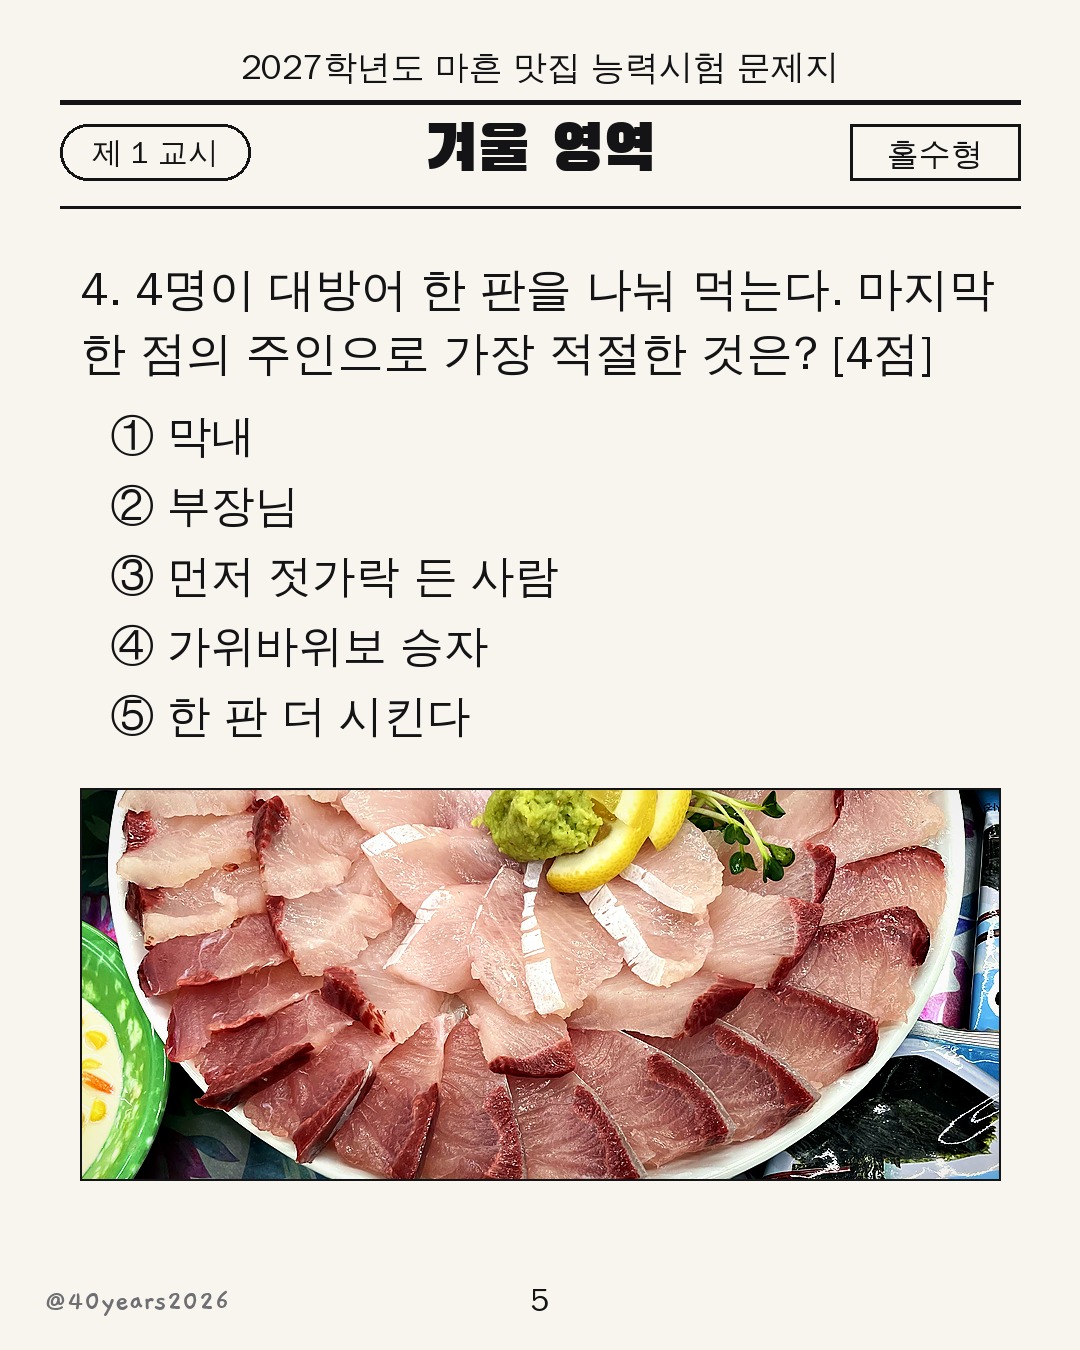 2027학년도 마흔 맛집 능력시험 문제지
제 1 교시
겨울 영역
홀수형
4. 4명이 대방어 한 판을 나눠 먹는다. 마지막
한 점의 주인으로 가장 적절한 것은? [4점]
① 막내
② 부장님
③ 먼저 젓가락 든 사람
④ 가위바위보 승자
⑤ 한 판 더 시킨다
@40years2026
5